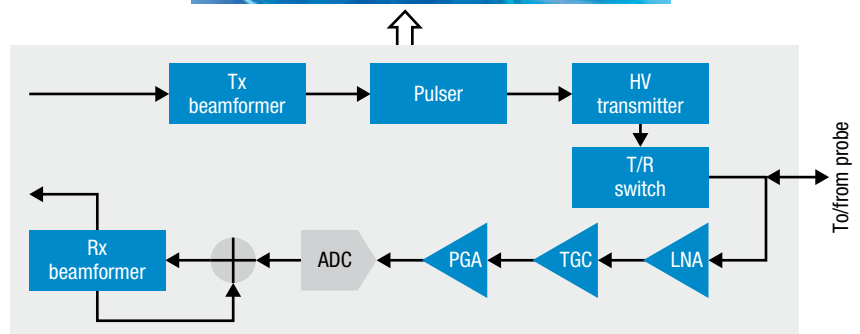 Tx
beamformer
Pulser
HV
transmitter
T/R
switch
To/from probe
Rx
beamformer
ADC
PGA
TGC
LNA